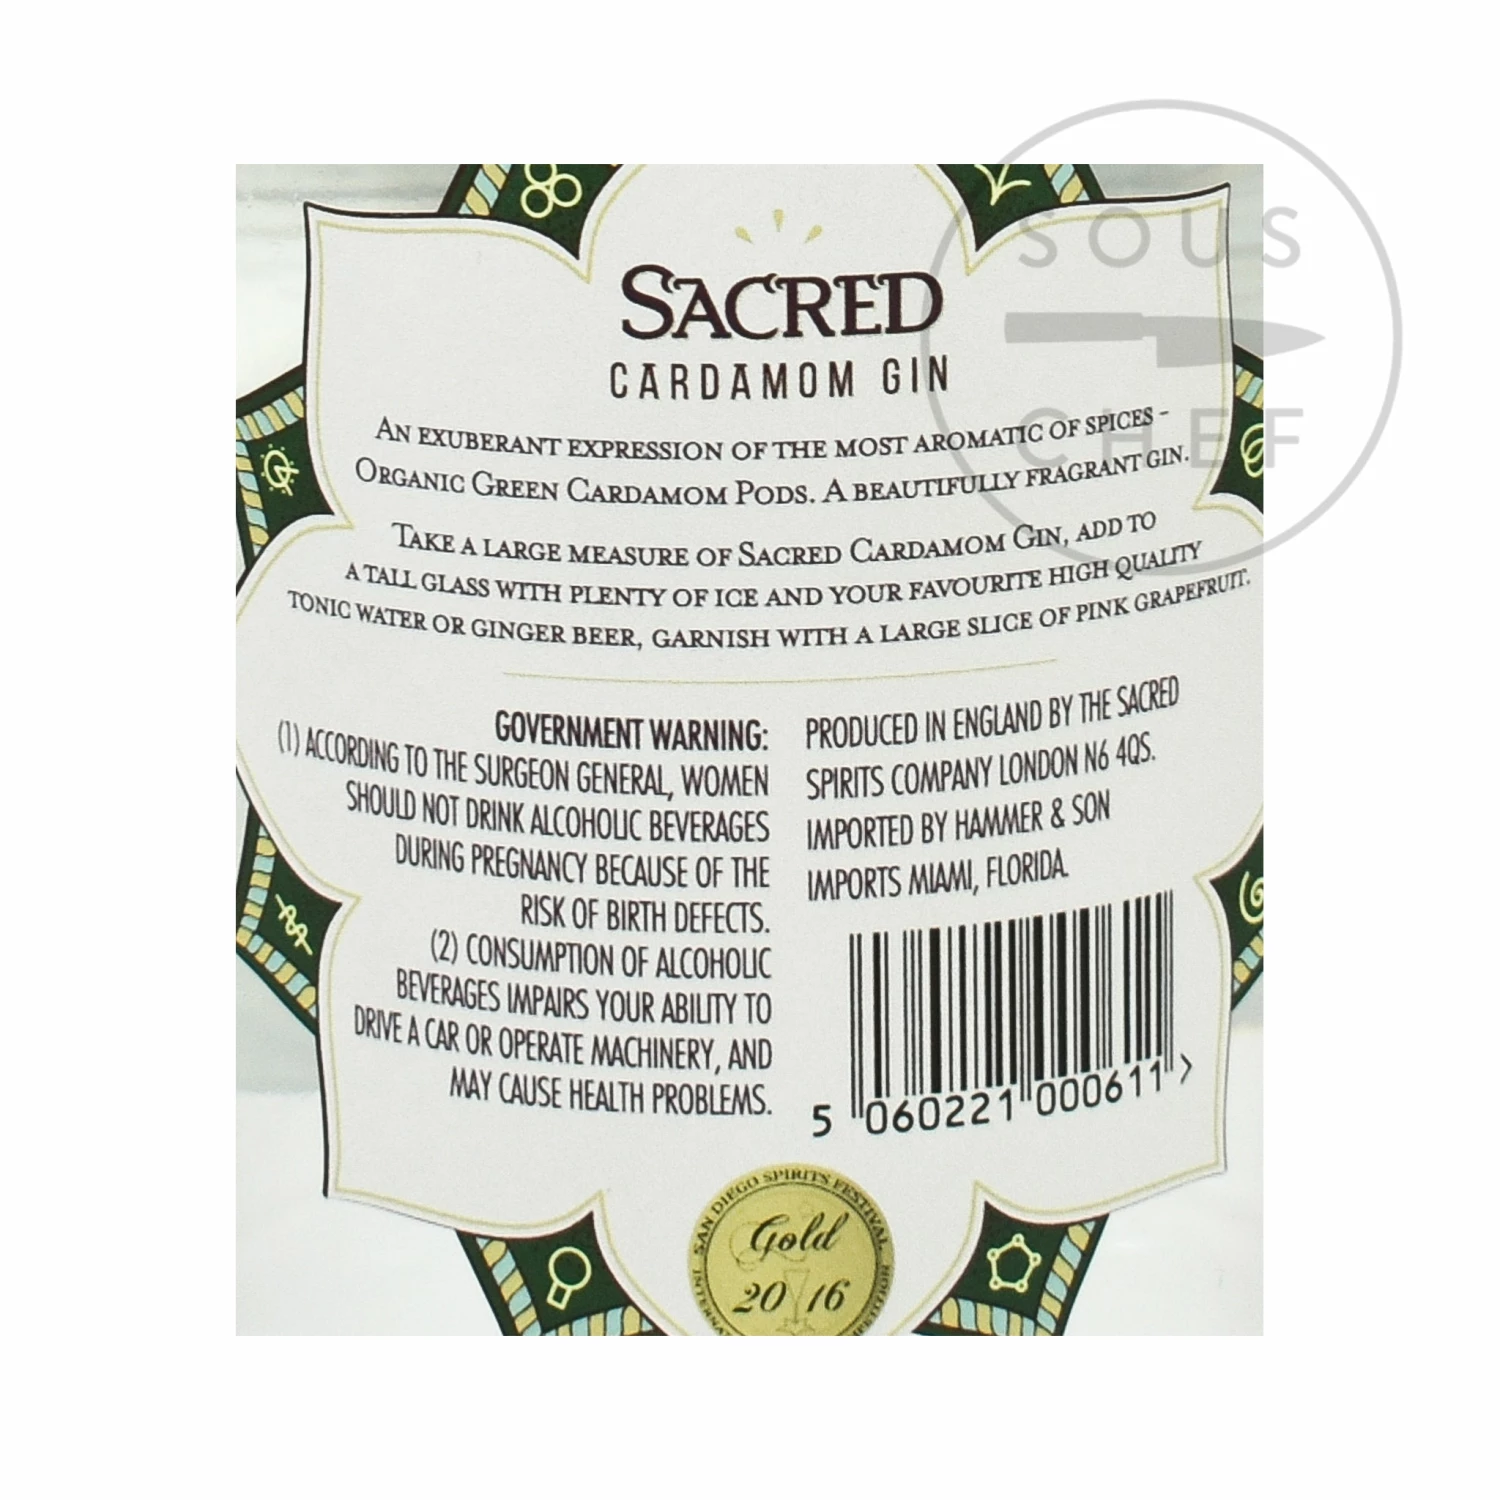 SOUS
CHEF
SACRED
CARDAMOM GIN
AN EXUBERANT EXPRESSION OF THE MOST AROMATIC OF SPICES -
ORGANIC GREEN CARDAMOM PODS. A BEAUTIFULLY FRAGRANT GIN.
TAKE A LARGE MEASURE OF SACRED CARDAMOM GIN, ADD TO
A TALL GLASS WITH PLENTY OF ICE AND YOUR FAVOURITE HIGH QUALITY
TONIC WATER OR GINGER BEER, GARNISH WITH A LARGE SLICE OF PINK GRAPEFRUIT.
GOVERNMENT WARNING:
(1) ACCORDING TO THE SURGEON GENERAL, WOMEN
SHOULD NOT DRINK ALCOHOLIC BEVERAGES
DURING PREGNANCY BECAUSE OF THE
RISK OF BIRTH DEFECTS.
(2) CONSUMPTION OF ALCOHOLIC
BEVERAGES IMPAIRS YOUR ABILITY TO
DRIVE A CAR OR OPERATE MACHINERY, AND
MAY CAUSE HEALTH PROBLEMS.
PRODUCED IN ENGLAND BY THE SACRED
SPIRITS COMPANY LONDON N6 4QS.
IMPORTED BY HAMMER & SON
IMPORTS MIAMI, FLORIDA.
5 060221 000611 >
SAN DIEGO SPIRITS FESTIVAL
Gold
2016